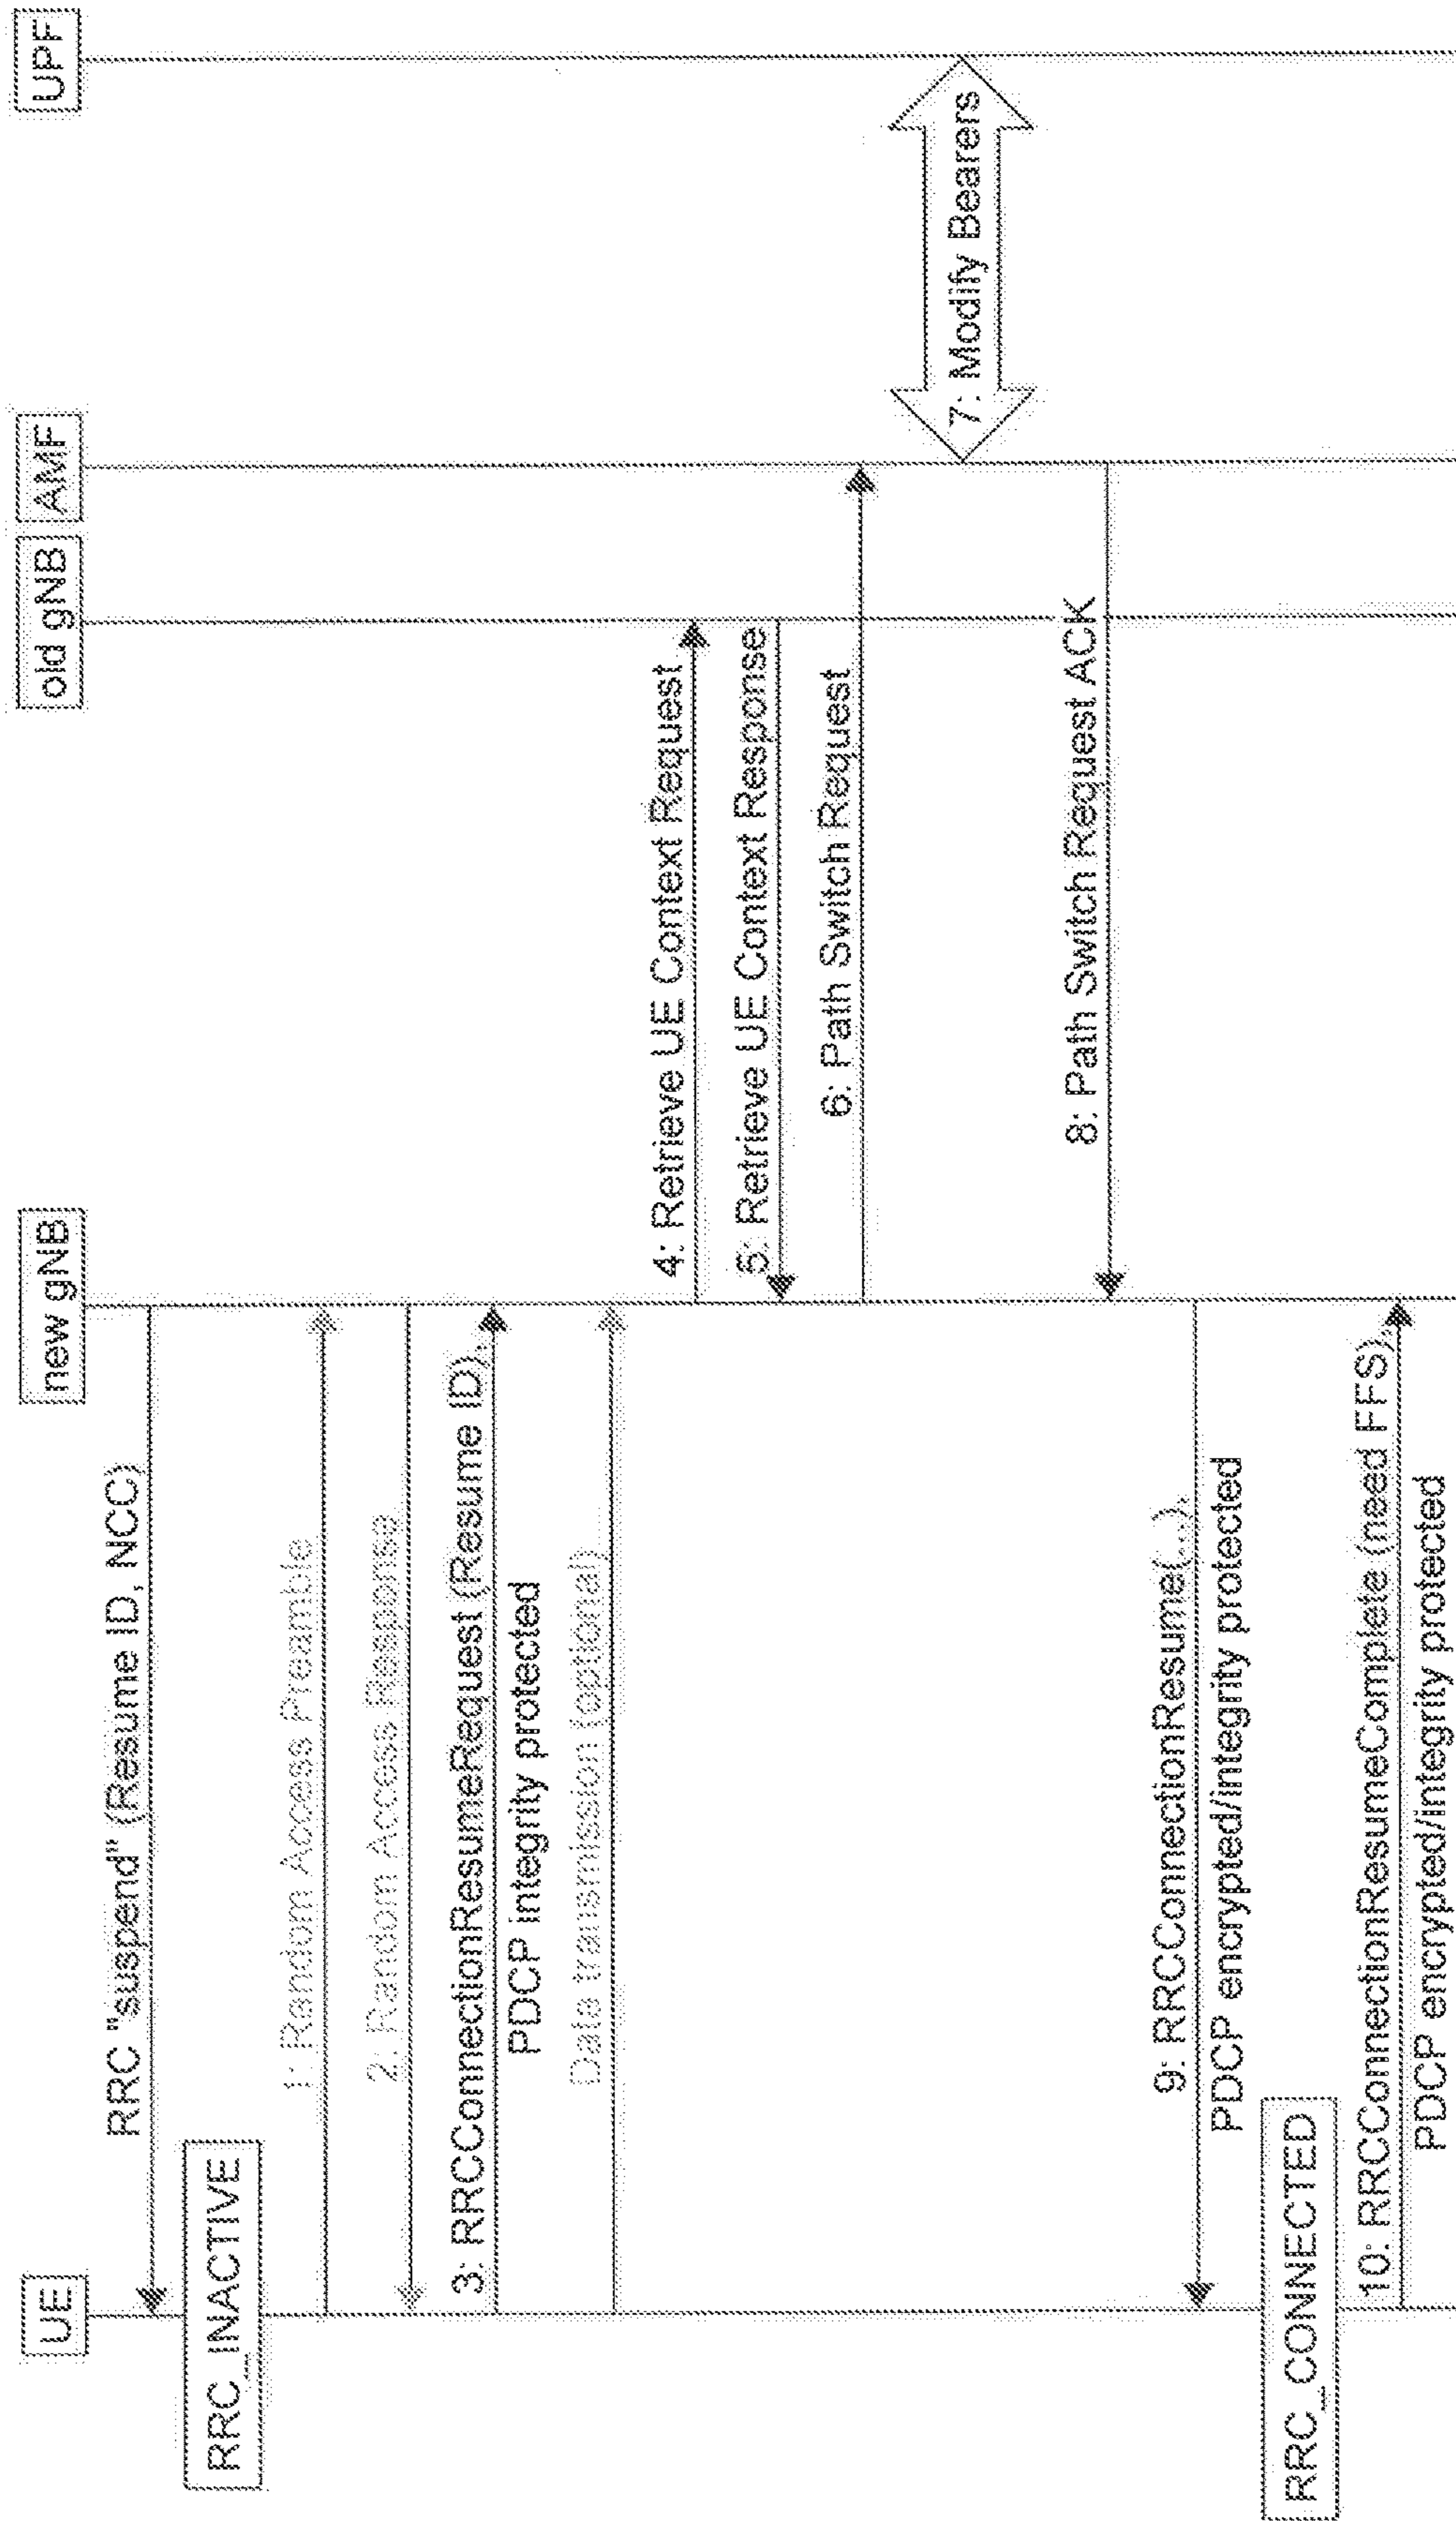 UE
new gNB
old gNB
AMF
UPF
RRC "suspend" (Resume ID, NCC)
RRC_INACTIVE
1: Random Access Preamble
2: Random Access Response
3: RRCConnectionResumeRequest (Resume ID),
PDCP integrity protected
Data transmission (optional)
4: Retrieve UE Context Request
5: Retrieve UE Context Response
6: Path Switch Request
7: Modify Bearers
8: Path Switch Request ACK
9: RRCConnectionResume(...),
PDCP encrypted/integrity protected
RRC_CONNECTED
10: RRCConnectionResumeComplete (need FFS),
PDCP encrypted/integrity protected